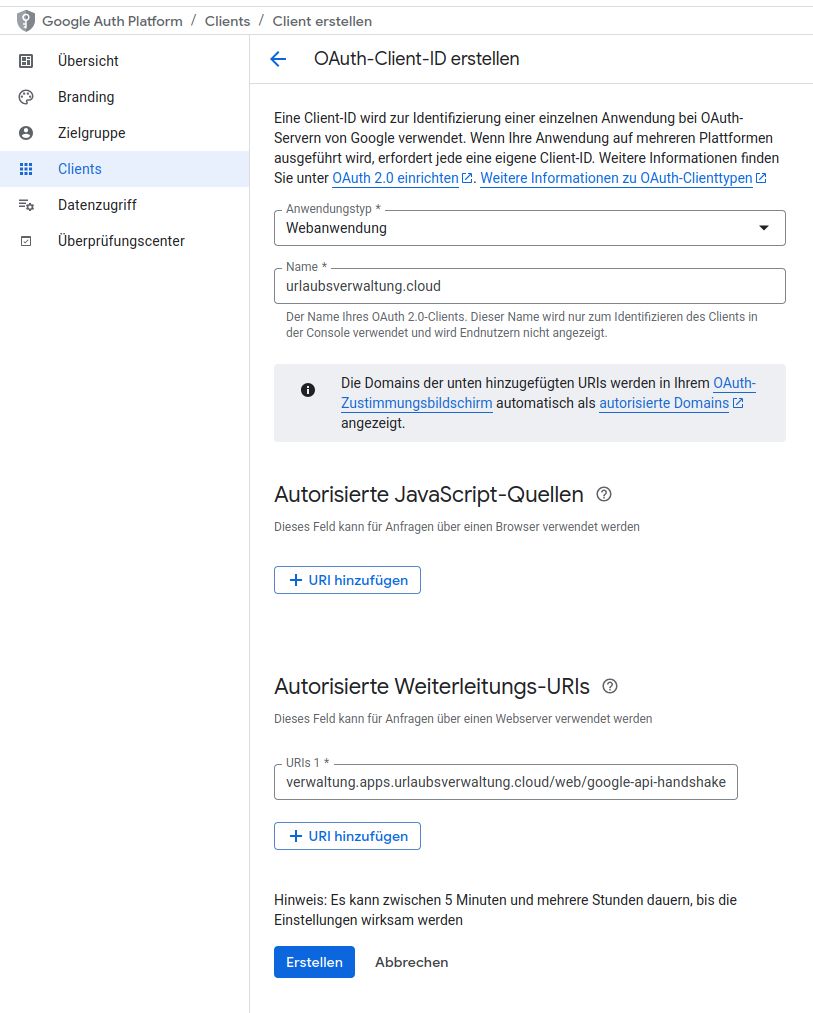 Google Auth Platform / Clients / Client erstellen
Übersicht
Branding
Zielgruppe
Clients
Datenzugriff
Überprüfungscenter
OAuth-Client-ID erstellen
Eine Client-ID wird zur Identifizierung einer einzelnen Anwendung bei OAuth-
Servern von Google verwendet. Wenn Ihre Anwendung auf mehreren Plattformen
ausgeführt wird, erfordert jede eine eigene Client-ID. Weitere Informationen finden
Sie unter OAuth 2.0 einrichten. Weitere Informationen zu OAuth-Clienttypen
Anwendungstyp *
Webanwendung
Name *
urlaubsverwaltung.cloud
Der Name Ihres OAuth 2.0-Clients. Dieser Name wird nur zum Identifizieren des Clients in
der Console verwendet und wird Endnutzern nicht angezeigt.
Die Domains der unten hinzugefügten URIs werden in Ihrem OAuth-
Zustimmungsbildschirm automatisch als autorisierte Domains
angezeigt.
Autorisierte JavaScript-Quellen
Dieses Feld kann für Anfragen über einen Browser verwendet werden
+ URI hinzufügen
Autorisierte Weiterleitungs-URIs
Dieses Feld kann für Anfragen über einen Webserver verwendet werden
URIs 1 *
verwaltung.apps.urlaubsverwaltung.cloud/web/google-api-handshake
+ URI hinzufügen
Hinweis: Es kann zwischen 5 Minuten und mehrere Stunden dauern, bis die
Einstellungen wirksam werden
Erstellen Abbrechen